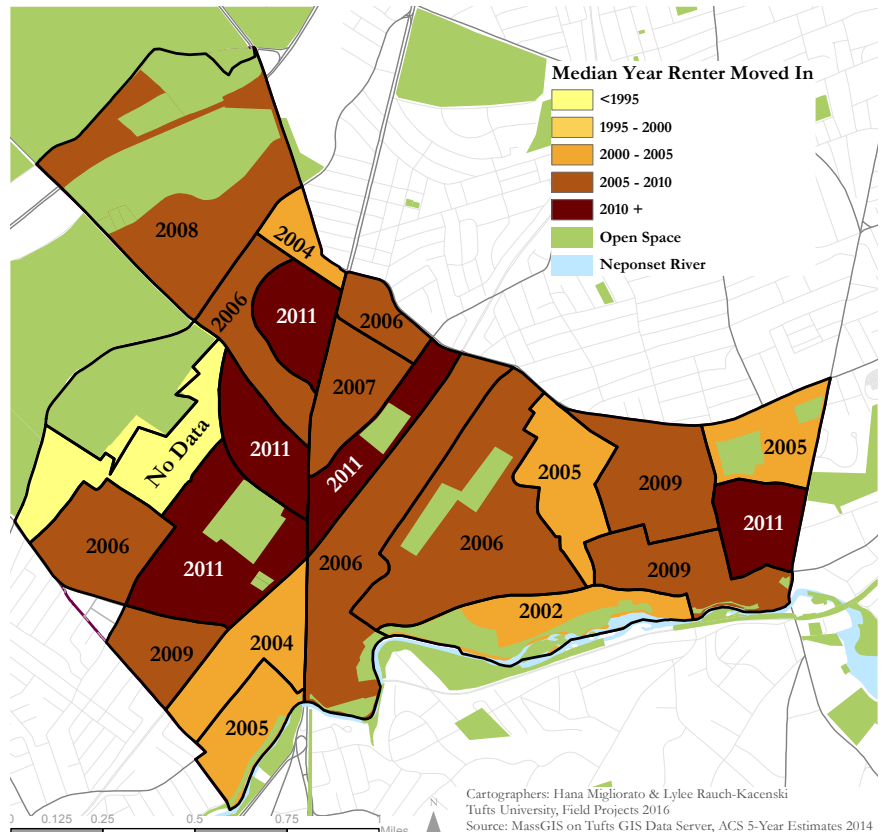 Median Year Renter Moved In
<1995
1995 - 2000
2000 - 2005
2005 - 2010
2010 +
Open Space
Neponset River
2008
2004
2006
2011
2006
2007
No Data
2011
2011
2005
2009
2005
2011
2006
2011
2006
2006
2009
2002
2009
2004
2005
Cartographers: Hana Migliorato & Lylee Rauch-Kacenski
Tufts University, Field Projects 2016
Source: MassGIS on Tufts GIS Data Server, ACS 5-Year Estimates 2014
0 0.125 0.25 0.5 0.75 1
Miles
N